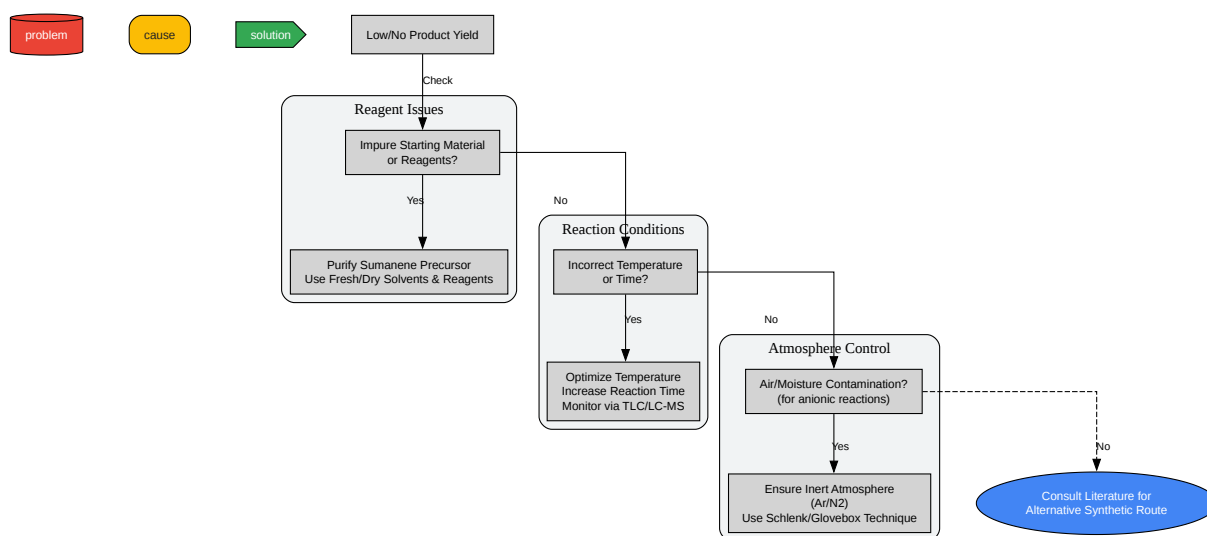 problem
cause
solution
Low/No Product Yield
Check
Reagent Issues
Impure Starting Material
or Reagents?
Yes
No
Purify Sumanene Precursor
Use Fresh/Dry Solvents & Reagents
Reaction Conditions
Incorrect Temperature
or Time?
Yes
No
Optimize Temperature
Increase Reaction Time
Monitor via TLC/LC-MS
Atmosphere Control
Air/Moisture Contamination?
(for anionic reactions)
Yes
No
Ensure Inert Atmosphere
(Ar/N2)
Use Schlenk/Glovebox Technique
Consult Literature for
Alternative Synthetic Route